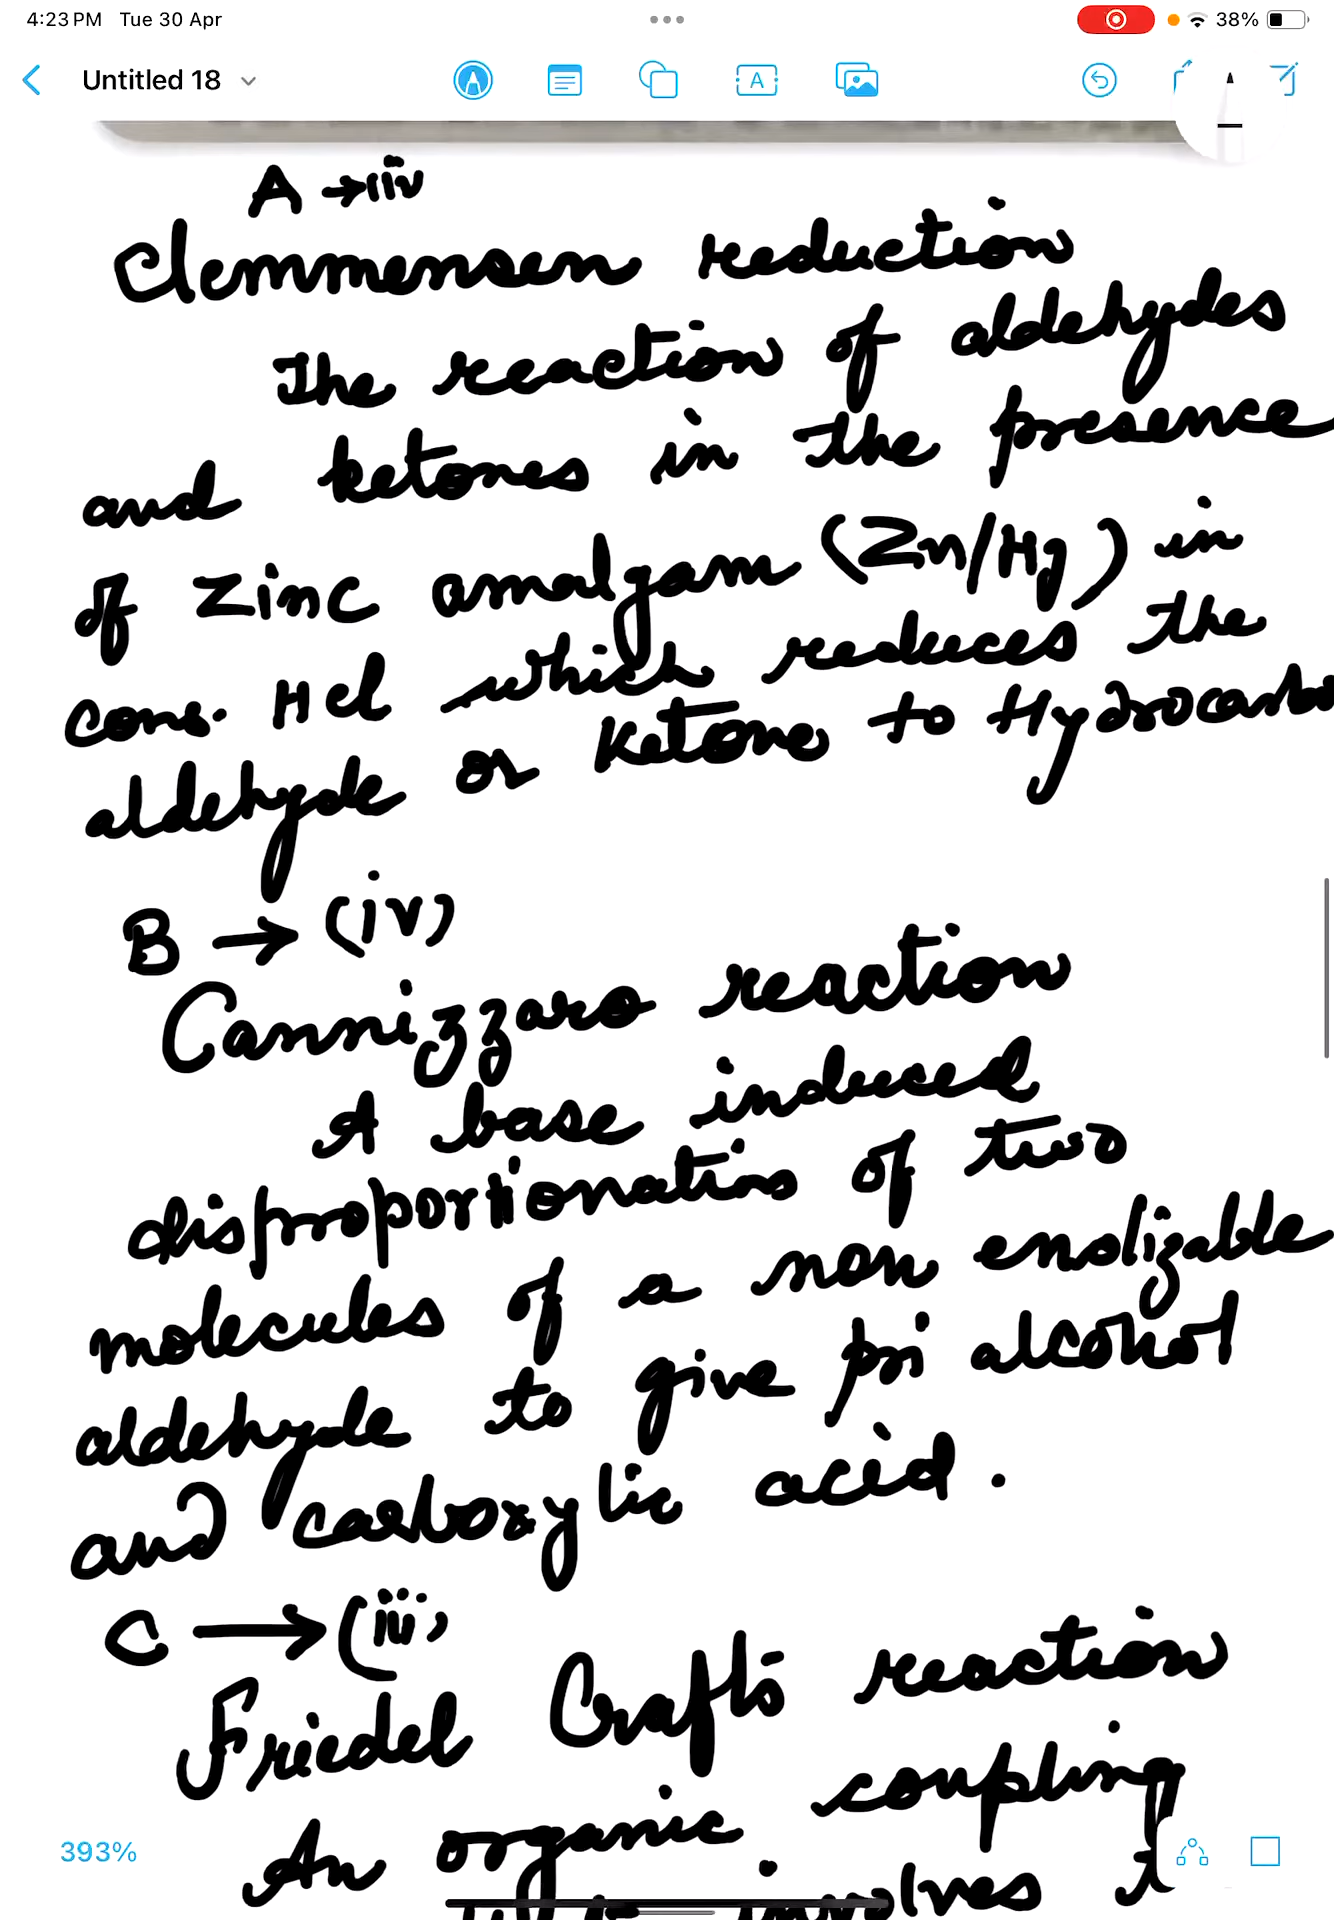 4:23 PM Tue 30 Apr
38%
Untitled 18
A
A →
Clemmensen reduction
The reaction of aldehydes
and ketones in the presence
of zinc amalgam (Zn/Hg) in
conc. Hcl which reduces the
aldehyde or Ketone to Hydrocarbo
B → (iv)
Cannizzaro reaction
A base induced
disproportionation of two
molecules of a non enolizable
aldehyde to give pri alcohol
and carboxylic acid.
C → (iii)
Friedel Crafts reaction
An organic coupling
involves
393%